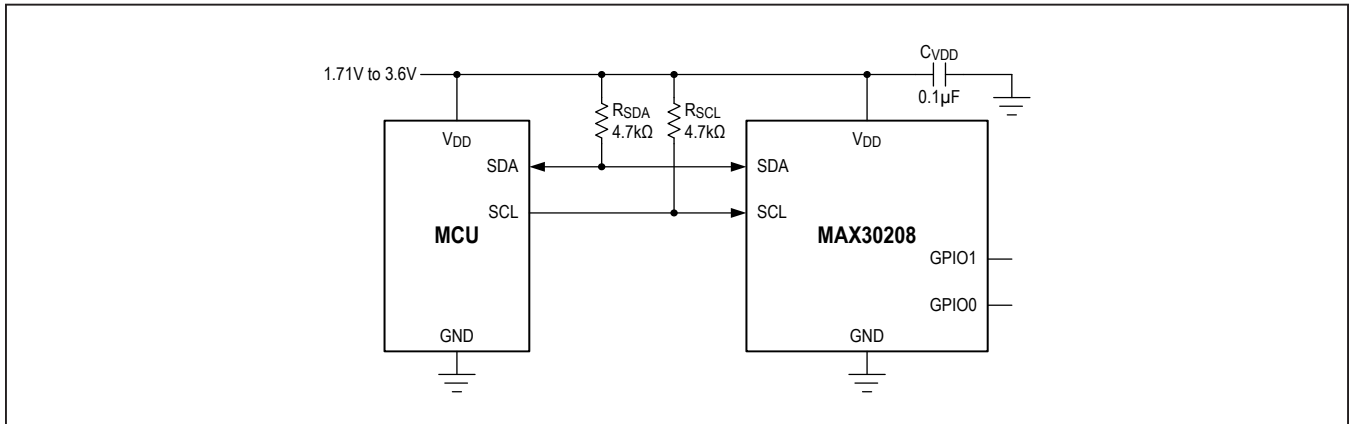 CVDD
1.71V to 3.6V
0.1µF
RSDA
4.7kΩ
RSCL
4.7kΩ
VDD
VDD
SDA
SDA
SCL
SCL
MCU
MAX30208
GPIO1
GPIO0
GND
GND